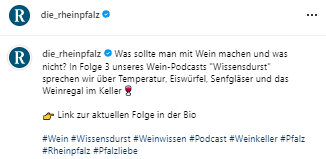 R die_rheinpfalz
R die_rheinpfalz Was sollte man mit Wein machen und was
nicht? In Folge 3 unseres Wein-Podcasts "Wissensdurst"
sprechen wir über Temperatur, Eiswürfel, Senfgläser und das
Weinregal im Keller🍷
👉 Link zur aktuellen Folge in der Bio
#Wein #Wissensdurst #Weinwissen #Podcast #Weinkeller #Pfalz
#Rheinpfalz #Pfalzliebe